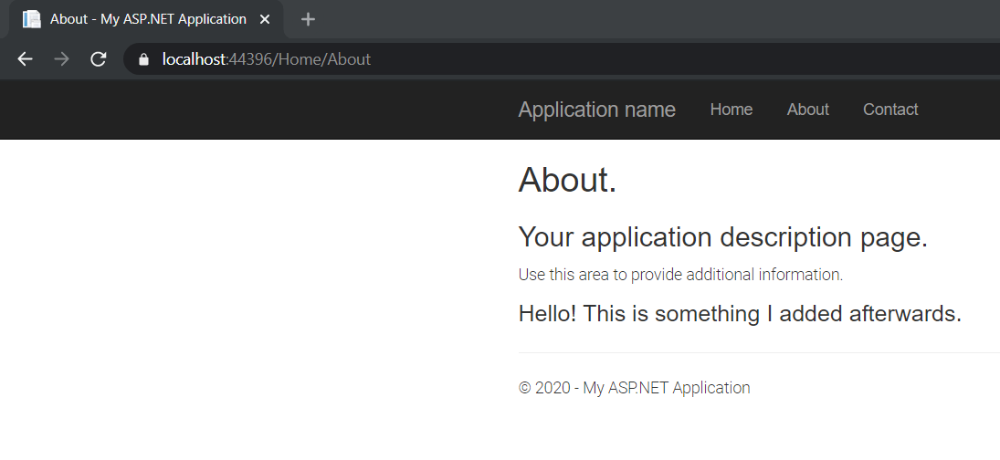 About - My ASP.NET Application
localhost:44396/Home/About
Application name Home About Contact
About.
Your application description page.
Use this area to provide additional information.
Hello! This is something I added afterwards.
© 2020 - My ASP.NET Application